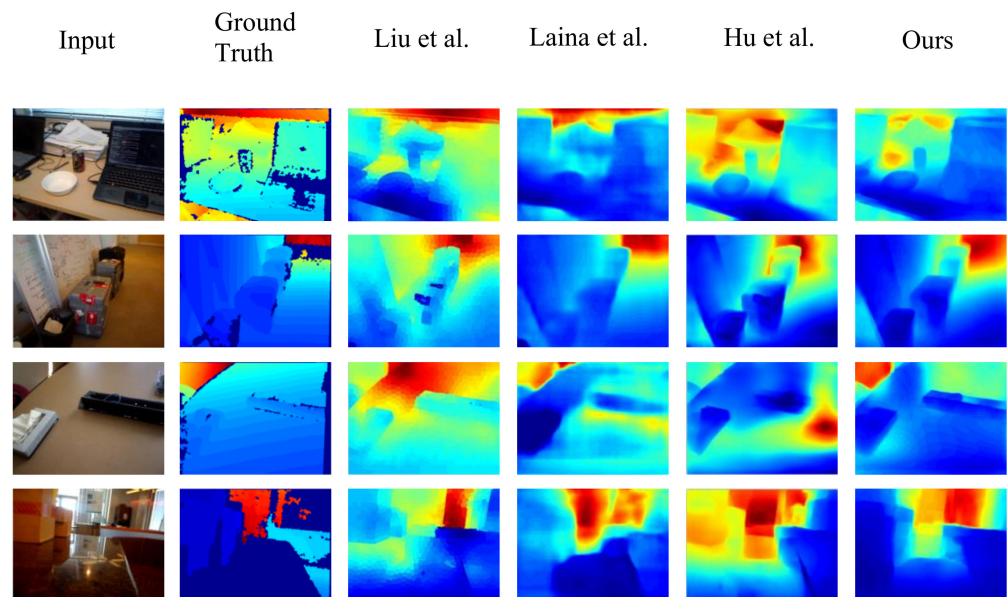 Input
Ground
Truth
Liu et al.
Laina et al.
Hu et al.
Ours